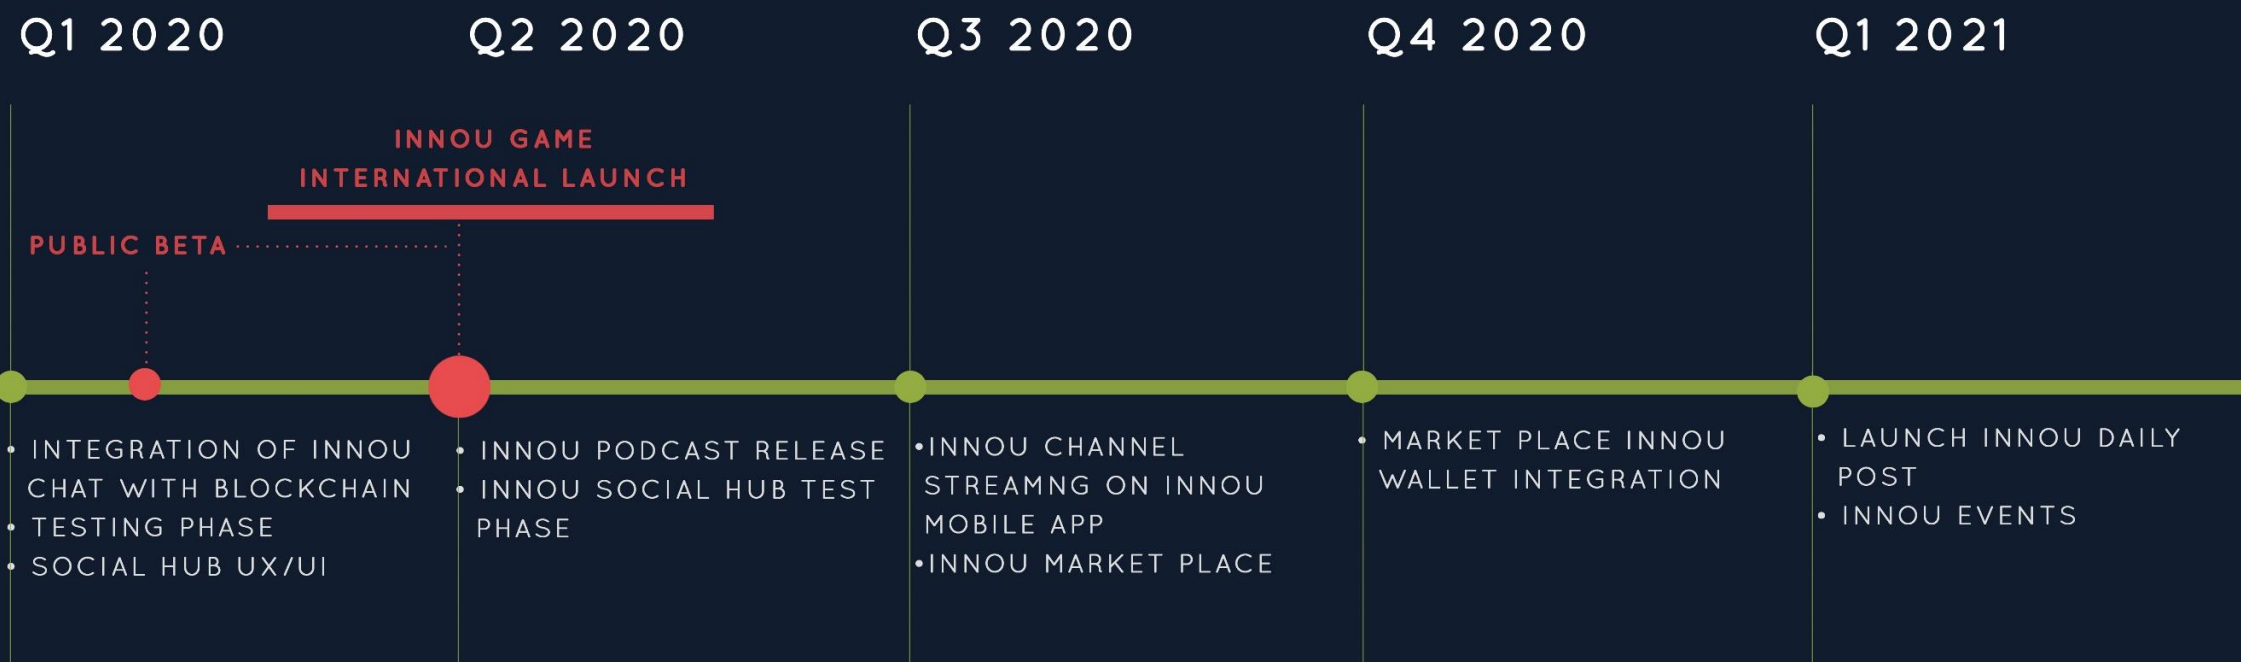 Q1 2020
Q2 2020
Q3 2020
Q4 2020
Q1 2021
INNOU GAME
INTERNATIONAL LAUNCH
PUBLIC BETA
• INTEGRATION OF INNOU
CHAT WITH BLOCKCHAIN
• TESTING PHASE
• SOCIAL HUB UX/UI
• INNOU PODCAST RELEASE
• INNOU SOCIAL HUB TEST
PHASE
•INNOU CHANNEL
STREAMNG ON INNOU
MOBILE APP
•INNOU MARKET PLACE
• MARKET PLACE INNOU
WALLET INTEGRATION
• LAUNCH INNOU DAILY
POST
• INNOU EVENTS